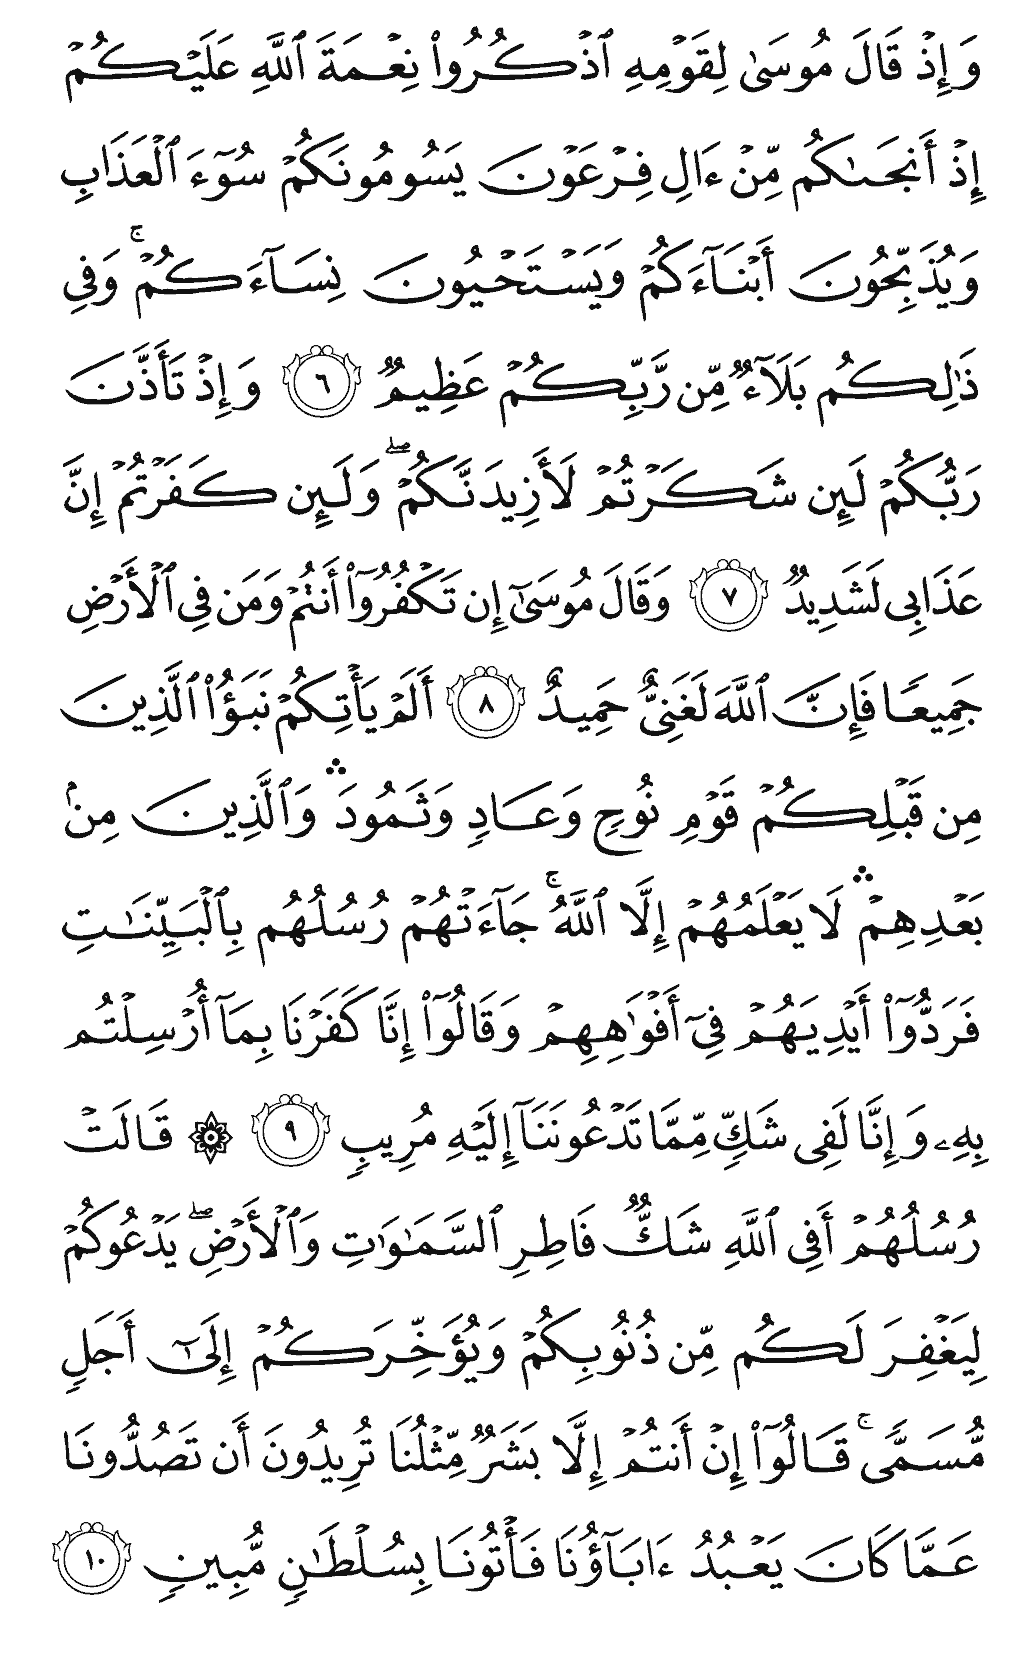 وَإِذْ قَالَ مُوسَىٰ لِقَوْمِهِ ٱذْكُرُوا۟ نِعْمَةَ ٱللَّهِ عَلَيْكُمْ
إِذْ أَنجَىٰكُم مِّنْ ءَالِ فِرْعَوْنَ يَسُومُونَكُمْ سُوٓءَ ٱلْعَذَابِ
وَيُذَبِّحُونَ أَبْنَآءَكُمْ وَيَسْتَحْيُونَ نِسَآءَكُمْ ۚ وَفِى
ذَٰلِكُم بَلَآءٌ مِّن رَّبِّكُمْ عَظِيمٌ ٦ وَإِذْ تَأَذَّنَ
رَبُّكُمْ لَئِن شَكَرْتُمْ لَأَزِيدَنَّكُمْ ۖ وَلَئِن كَفَرْتُمْ إِنَّ
عَذَابِى لَشَدِيدٌ ٧ وَقَالَ مُوسَىٰٓ إِن تَكْفُرُوٓا۟ أَنتُمْ وَمَن فِى ٱلْأَرْضِ
جَمِيعًا فَإِنَّ ٱللَّهَ لَغَنِىٌّ حَمِيدٌ ٨ أَلَمْ يَأْتِكُمْ نَبَؤُا۟ ٱلَّذِينَ
مِن قَبْلِكُمْ قَوْمِ نُوحٍ وَعَادٍ وَثَمُودَ ۛ وَٱلَّذِينَ مِنۢ
بَعْدِهِمْ ۛ لَا يَعْلَمُهُمْ إِلَّا ٱللَّهُ ۚ جَآءَتْهُمْ رُسُلُهُم بِٱلْبَيِّنَـٰتِ
فَرَدُّوٓا۟ أَيْدِيَهُمْ فِىٓ أَفْوَٰهِهِمْ وَقَالُوٓا۟ إِنَّا كَفَرْنَا بِمَآ أُرْسِلْتُم
بِهِۦ وَإِنَّا لَفِى شَكٍّ مِّمَّا تَدْعُونَنَآ إِلَيْهِ مُرِيبٍ ٩ ۞ قَالَتْ
رُسُلُهُمْ أَفِى ٱللَّهِ شَكٌّ فَاطِرِ ٱلسَّمَـٰوَٰتِ وَٱلْأَرْضِ ۖ يَدْعُوكُمْ
لِيَغْفِرَ لَكُم مِّن ذُنُوبِكُمْ وَيُؤَخِّرَكُمْ إِلَىٰٓ أَجَلٍ
مُّسَمًّى ۚ قَالُوٓا۟ إِنْ أَنتُمْ إِلَّا بَشَرٌ مِّثْلُنَا تُرِيدُونَ أَن تَصُدُّونَا
عَمَّا كَانَ يَعْبُدُ ءَابَآؤُنَا فَأْتُونَا بِسُلْطَـٰنٍ مُّبِينٍ ١٠